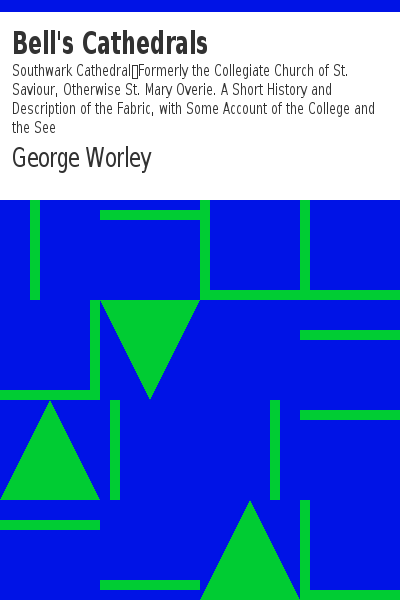 Bell's Cathedrals
Southwark Cathedral▯Formerly the Collegiate Church of St.
Saviour, Otherwise St. Mary Overie. A Short History and
Description of the Fabric, with Some Account of the College and
the See
George Worley